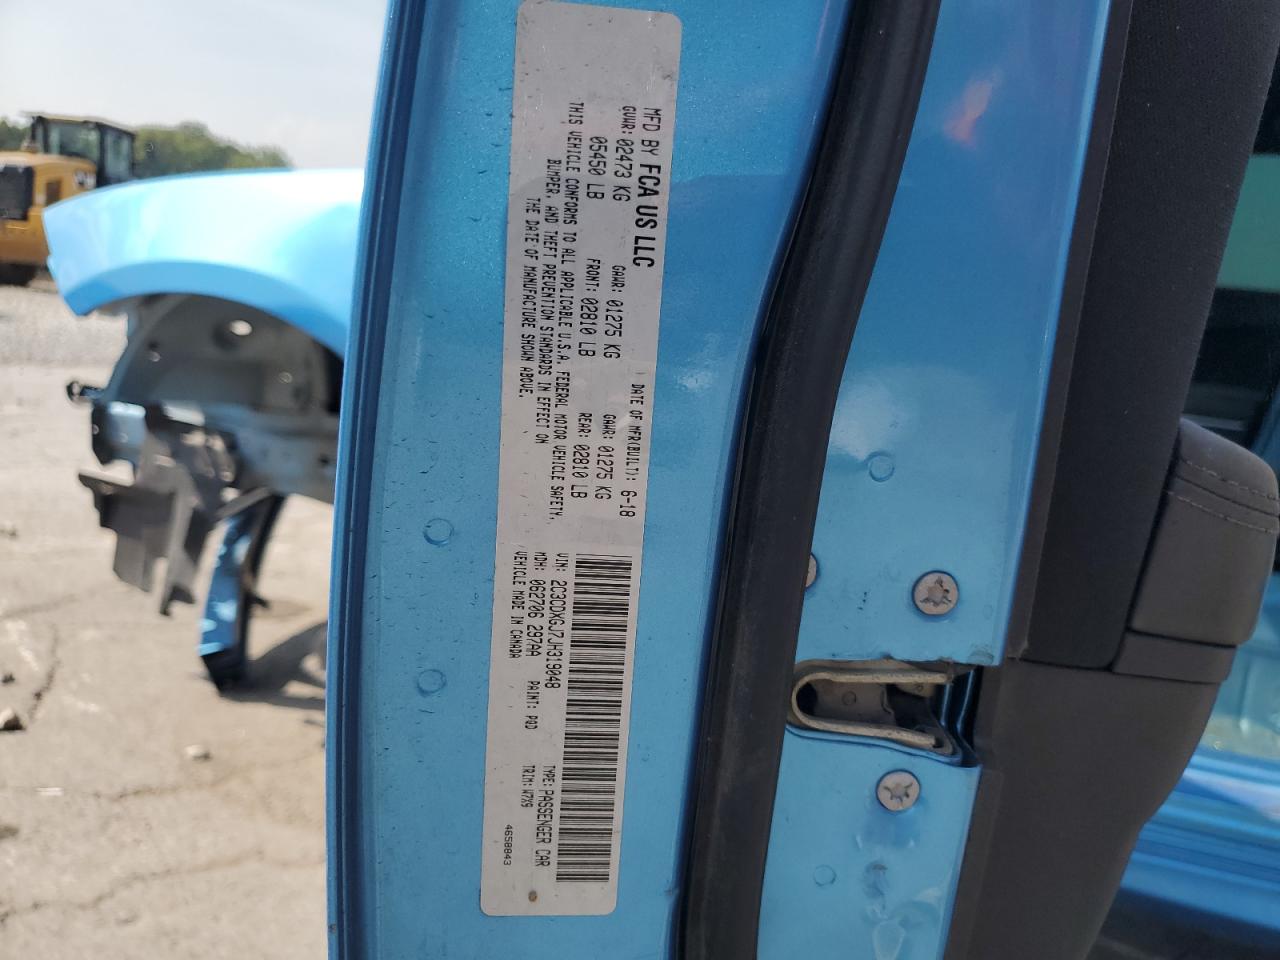 MFD BY FCA US LLC
DATE OF MFR(BUILT): 6-18
GVWR: 02473 KG
GAWR: 01275 KG
GAWR: 01275 KG
05450 LB
FRONT: 02810 LB
REAR: 02810 LB
THIS VEHICLE CONFORMS TO ALL APPLICABLE U.S.A. FEDERAL MOTOR VEHICLE SAFETY,
BUMPER, AND THEFT PREVENTION STANDARDS IN EFFECT ON
THE DATE OF MANUFACTURE SHOWN ABOVE.
VIN: 2C3CDXGJ7JH319048
TYPE: PASSENGER CAR
MDH: 062706 297AA
PAINT: PQD
TRIM: W7X9
VEHICLE MADE IN CANADA
4658843